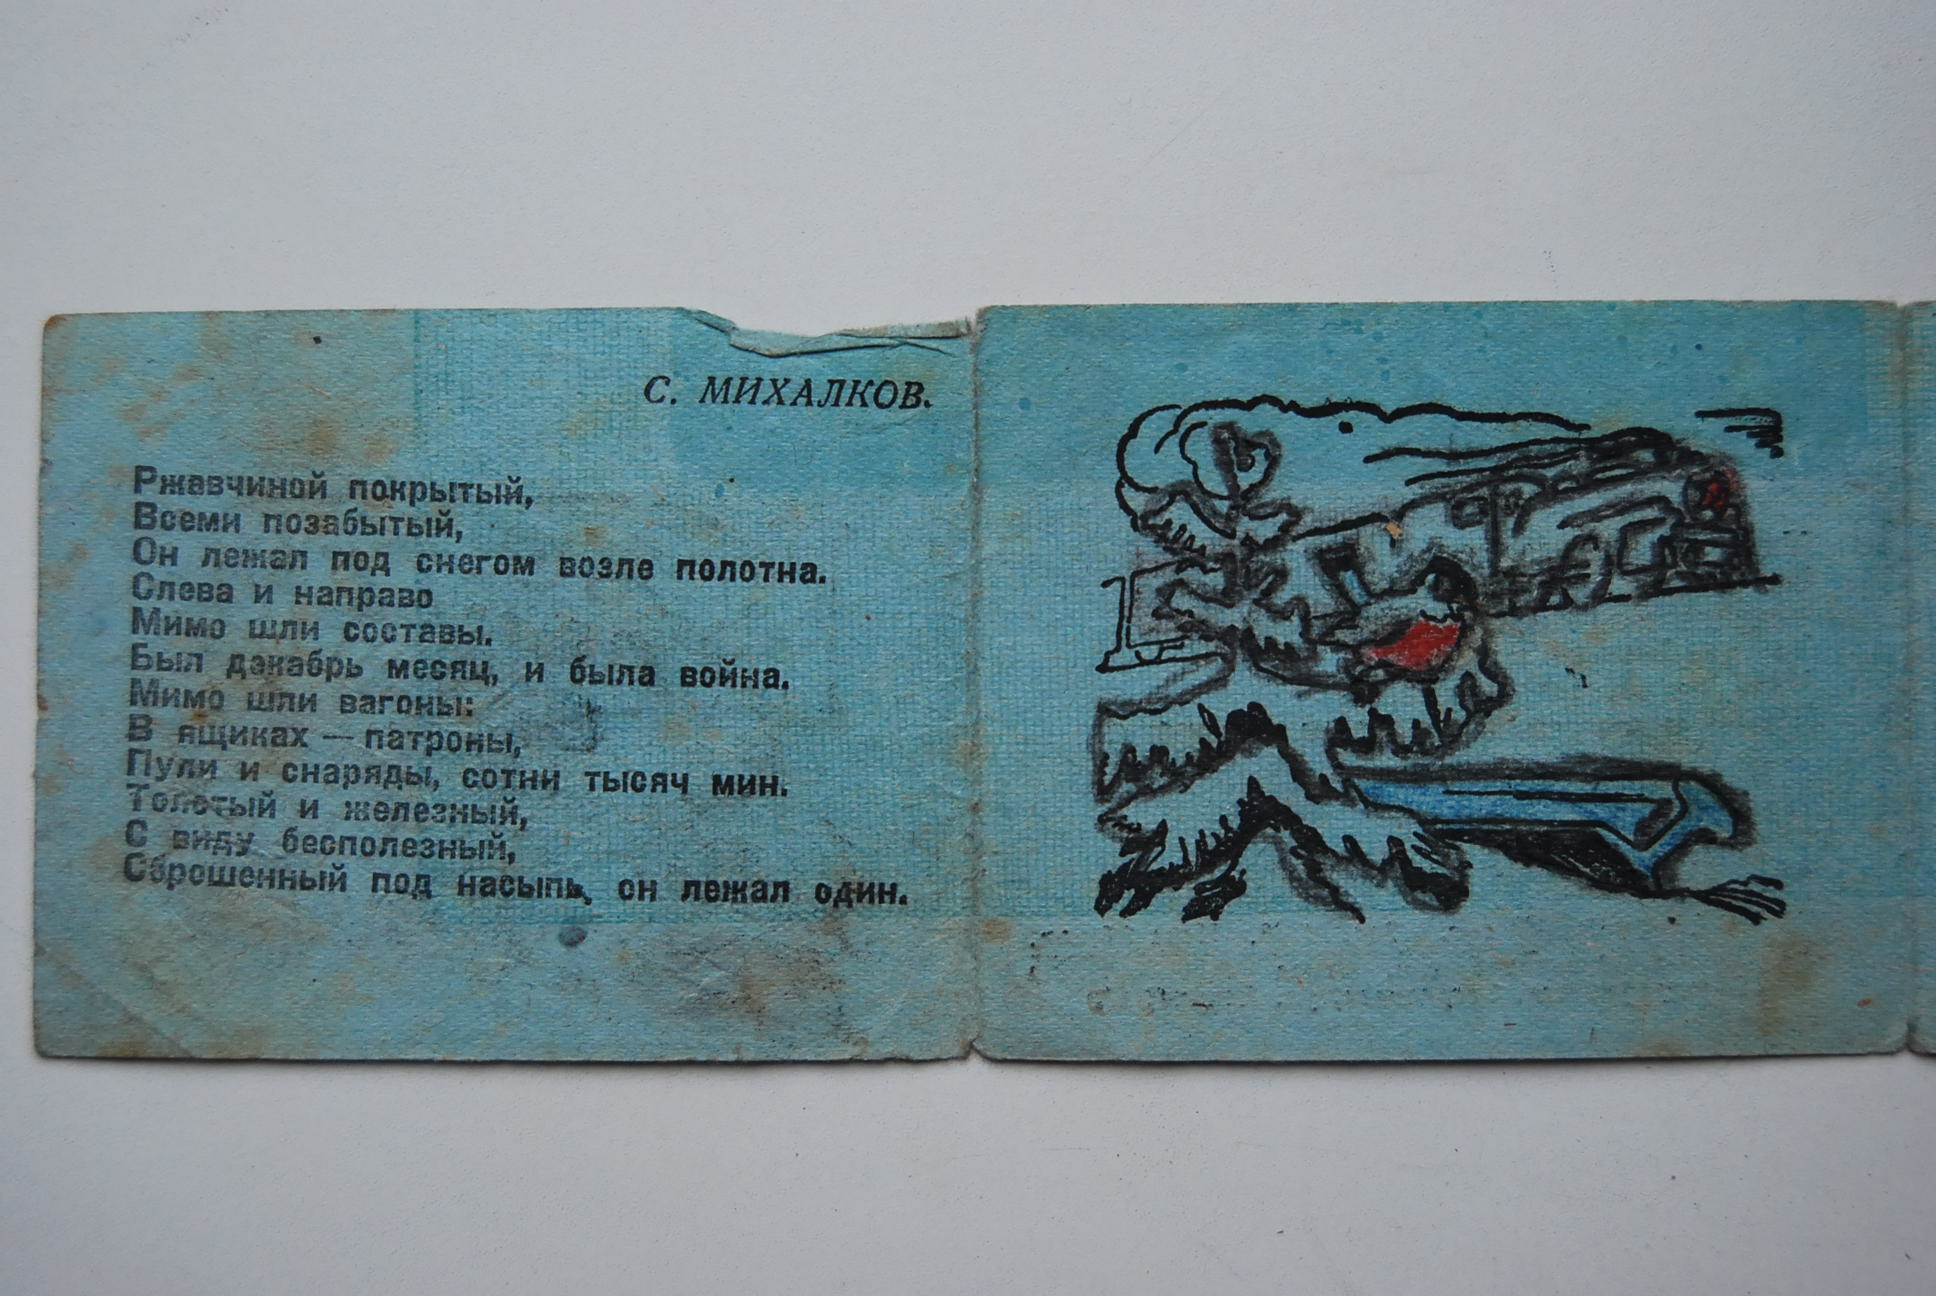 С. МИХАЛКОВ.
Ржавчиной покрытый,
Всеми позабытый,
Он лежал под снегом возле полотна.
Слева и направо
Мимо шли составы.
Был декабрь месяц, и была война.
Мимо шли вагоны:
В ящиках — патроны,
Пули и снаряды, сотни тысяч мин.
Толстый и железный,
С виду бесполезный,
Сброшенный под насыпь, он лежал один.